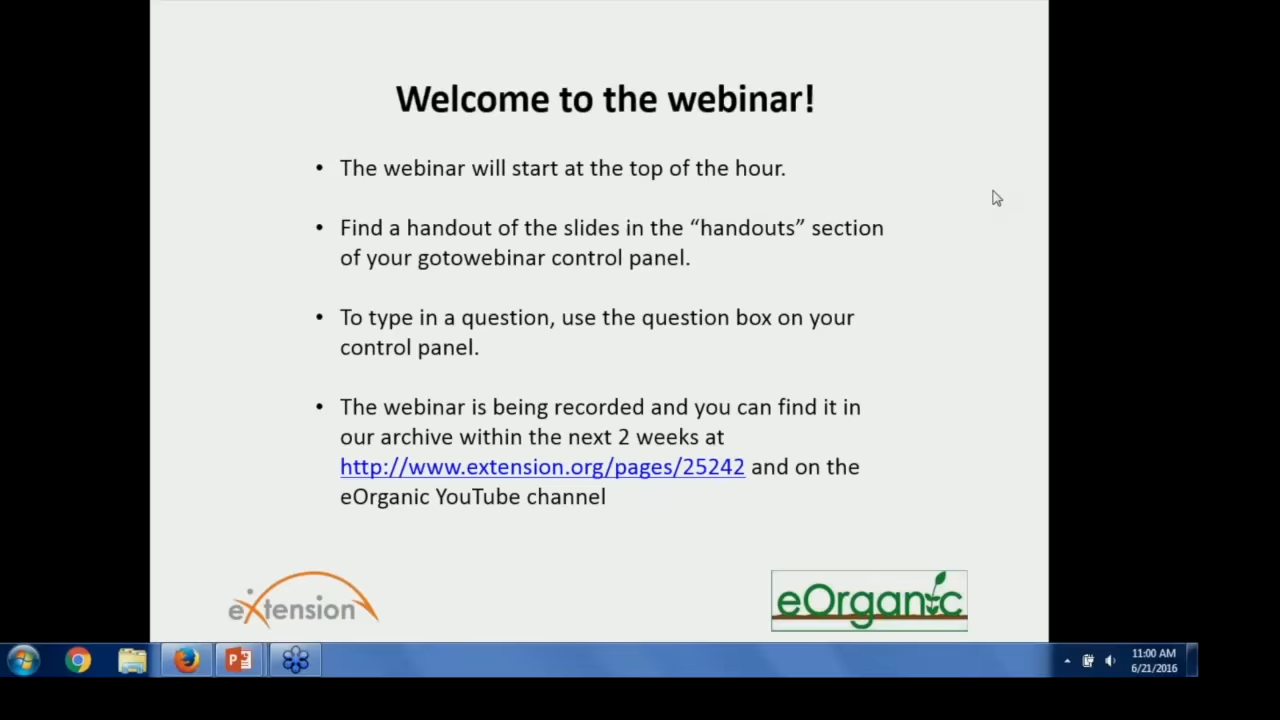 Welcome to the webinar!
• The webinar will start at the top of the hour.
• Find a handout of the slides in the “handouts” section
of your gotowebinar control panel.
• To type in a question, use the question box on your
control panel.
• The webinar is being recorded and you can find it in
our archive within the next 2 weeks at
http://www.extension.org/pages/25242 and on the
eOrganic YouTube channel
eXtension
eOrganic
P
11:00 AM
6/21/2016